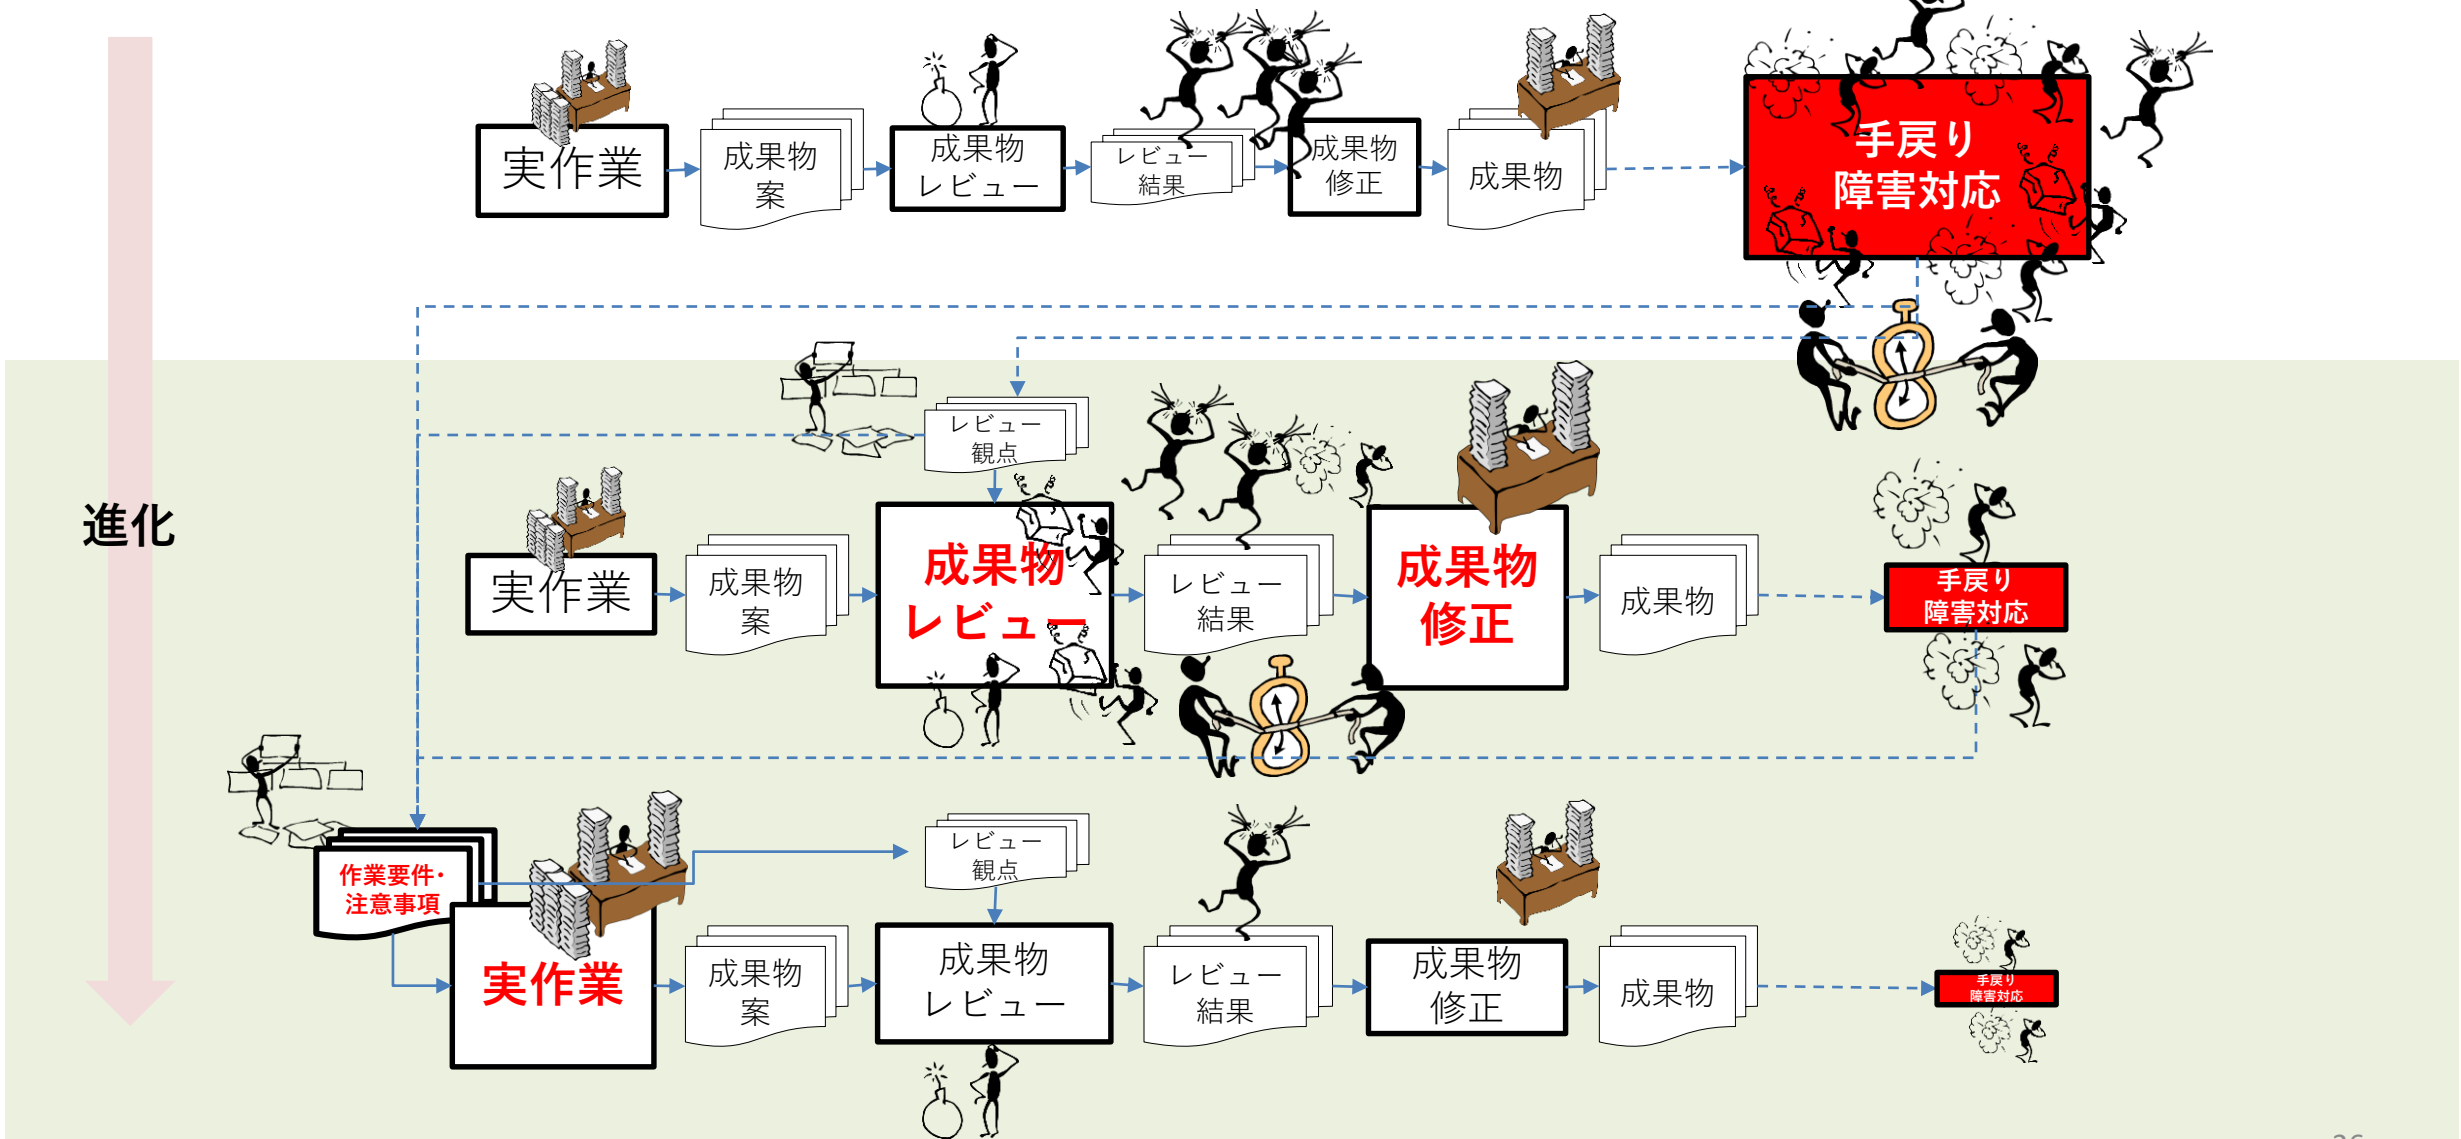 実作業
成果物
案
成果物
レビュー
レビュー
結果
成果物
修正
成果物
手戻り
障害対応
進化
レビュー
観点
実作業
成果物
案
成果物
レビュー
レビュー
結果
成果物
修正
成果物
手戻り
障害対応
作業要件・
注意事項
実作業
成果物
案
レビュー
観点
成果物
レビュー
レビュー
結果
成果物
修正
成果物
手戻り
障害対応